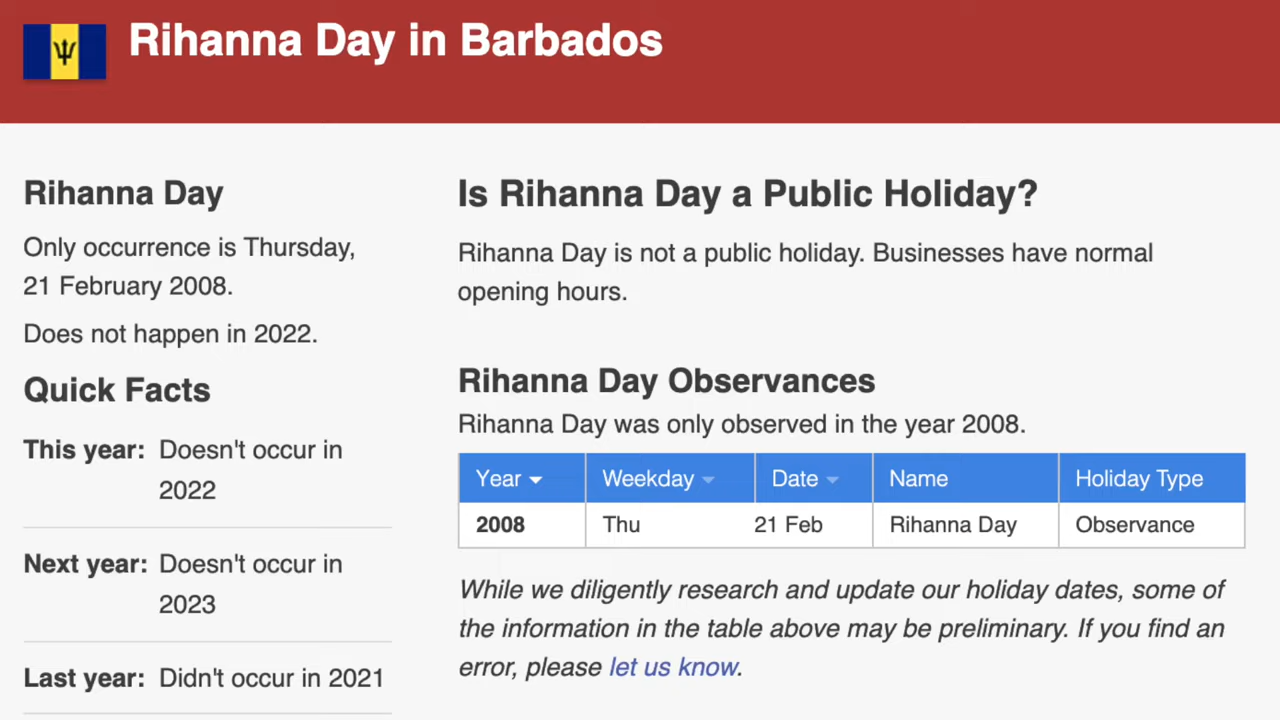 Rihanna Day in Barbados
Rihanna Day
Only occurrence is Thursday,
21 February 2008.
Does not happen in 2022.
Quick Facts
This year: Doesn't occur in
2022
Next year: Doesn't occur in
2023
Last year: Didn't occur in 2021
Is Rihanna Day a Public Holiday?
Rihanna Day is not a public holiday. Businesses have normal
opening hours.
Rihanna Day Observances
Rihanna Day was only observed in the year 2008.
Year Weekday Date Name Holiday Type
2008 Thu 21 Feb Rihanna Day Observance
While we diligently research and update our holiday dates, some of
the information in the table above may be preliminary. If you find an
error, please let us know.